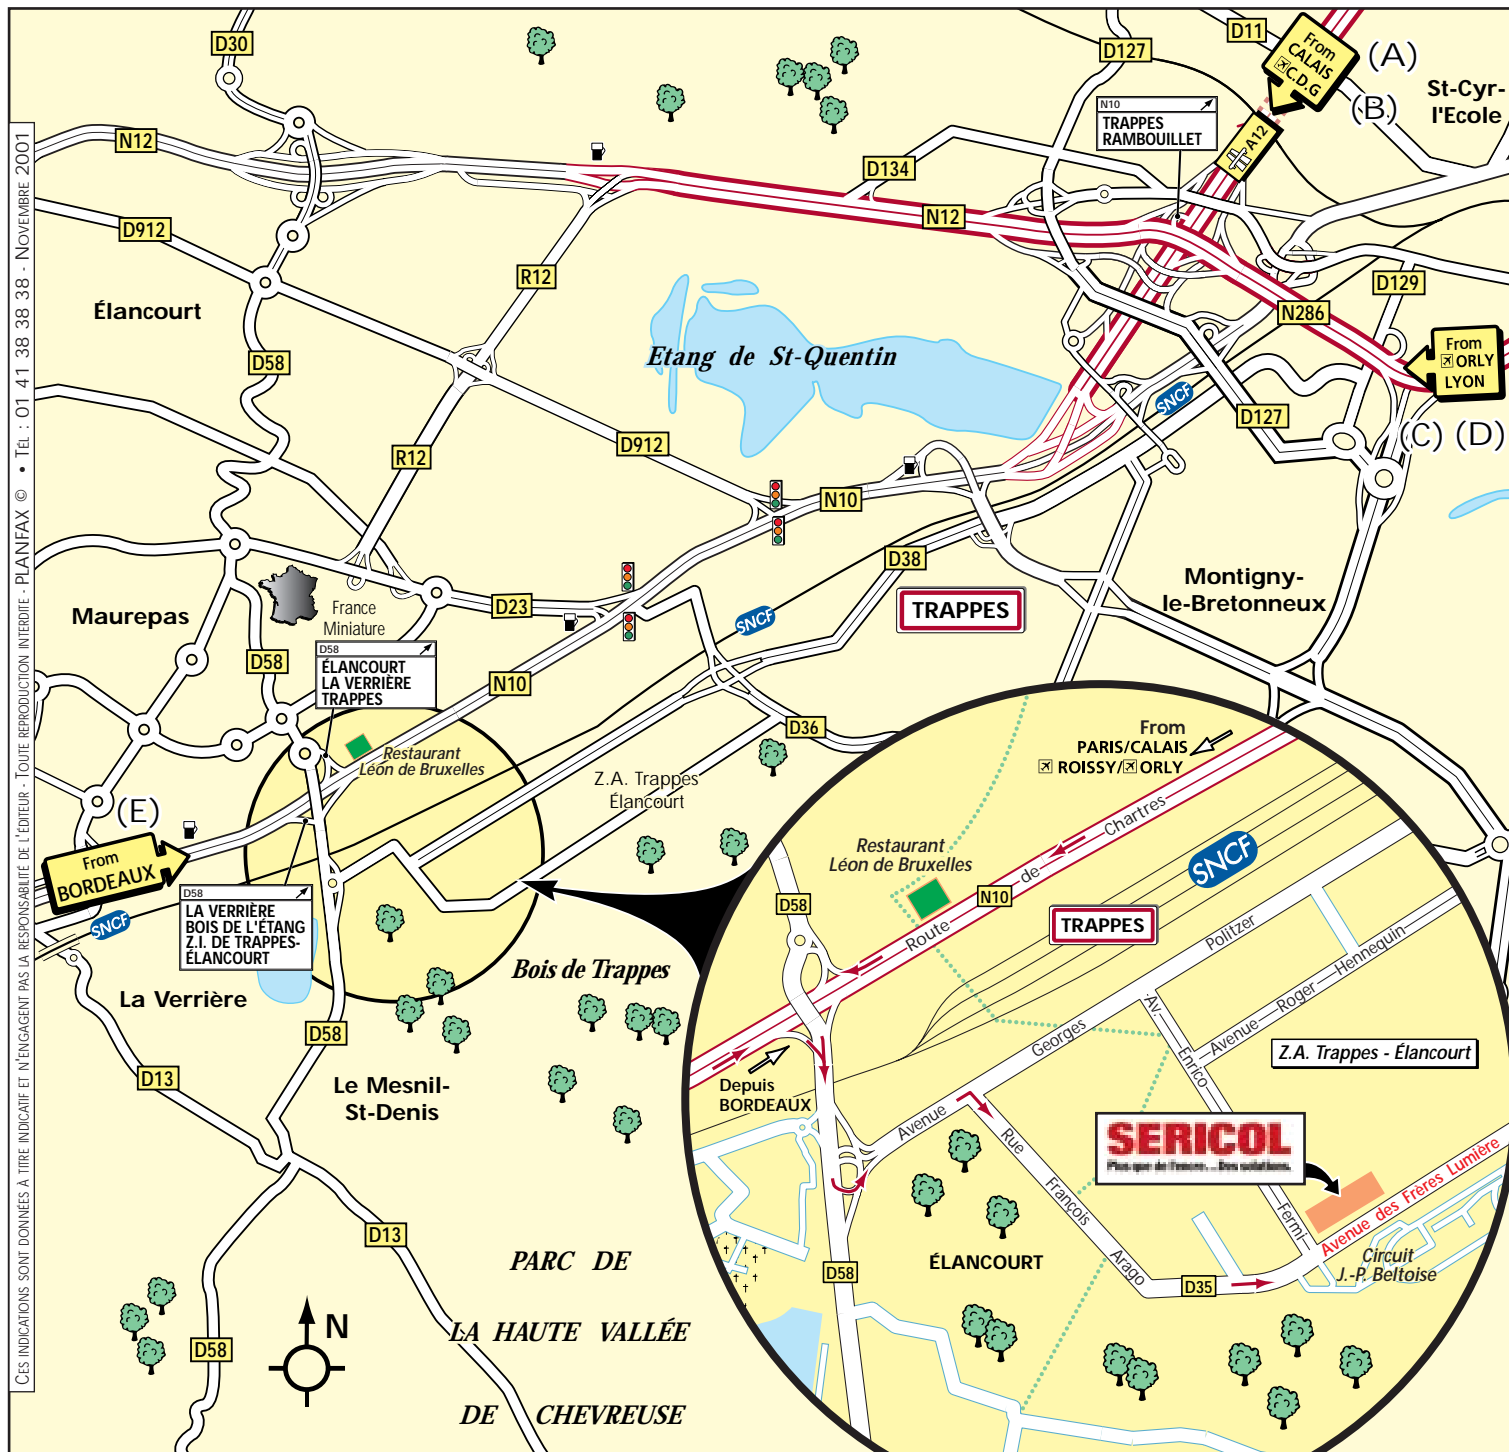 D30
D11
From
CALAIS
C.D.G
(A)
(B)
St-Cyr-
l'Ecole
D127
N10
TRAPPES
RAMBOUILLET
A12
N12
D134
D912
N12
R12
D129
N286
Élancourt
Etang de St-Quentin
From
ORLY
LYON
D58
SNCF
D127
(C) (D)
D912
R12
N10
D38
Montigny-
le-Bretonneux
TRAPPES
Maurepas
France
Miniature
D23
SNCF
D58
D58
ÉLANCOURT
LA VERRIÈRE
TRAPPES
N10
D36
Restaurant
Léon de Bruxelles
Z.A. Trappes
Élancourt
(E)
From
BORDEAUX
SNCF
D58
LA VERRIÈRE
BOIS DE L'ÉTANG
Z.I. DE TRAPPES-
ÉLANCOURT
La Verrière
Bois de Trappes
D58
D13
Le Mesnil-
St-Denis
D13
PARC DE
LA HAUTE VALLÉE
DE CHEVREUSE
D58
N
From
PARIS/CALAIS
ROISSY/ORLY
Restaurant
Léon de Bruxelles
Route de Chartres
N10
SNCF
D58
TRAPPES
Avenue Georges Politzer
Avenue Roger Hennequin
Av. Enrico Fermi
Z.A. Trappes - Élancourt
Depuis
BORDEAUX
SERICOL
Plus que de l'encre... Des solutions.
Rue François Arago
Avenue des Frères Lumière
ÉLANCOURT
D58
D35
Circuit
J.-P. Beltoise
CES INDICATIONS SONT DONNÉES À TITRE INDICATIF ET N'ENGAGENT PAS LA RESPONSABILITÉ DE L'ÉDITEUR - TOUTE REPRODUCTION INTERDITE - PLANFAX © • TÉL : 01 41 38 38 38 - NOVEMBRE 2001